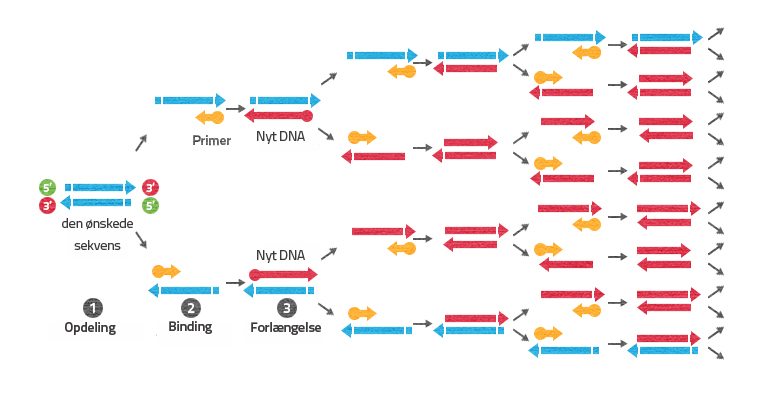 Primer
Nyt DNA
5' 3'
3' 5'
den ønskede
sekvens
Nyt DNA
1 2 3
Opdeling Binding Forlængelse